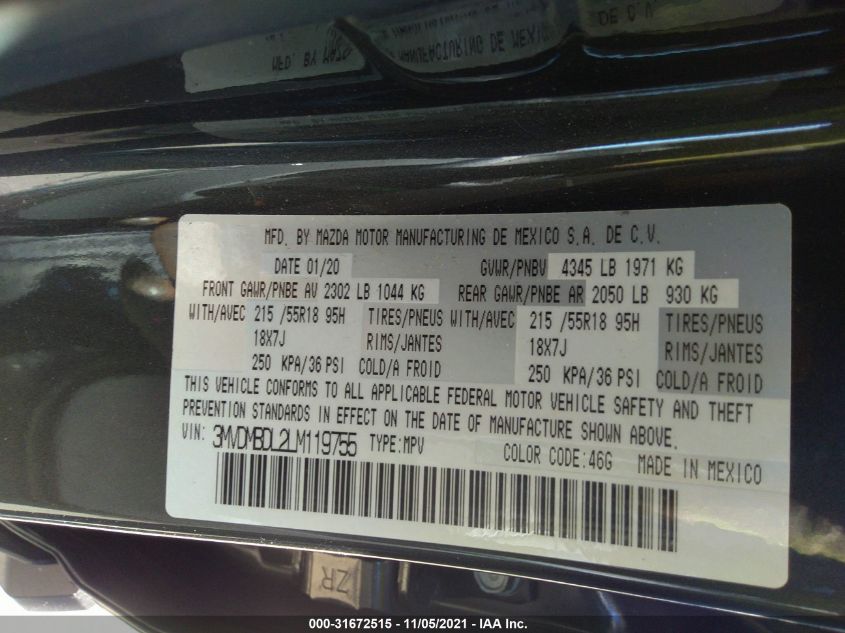 MFD. BY MAZDA MOTOR MANUFACTURING DE MEXICO S.A. DE C.V.
DATE 01/20 GVWR/PNBV 4345 LB 1971 KG
FRONT GAWR/PNBE AV 2302 LB 1044 KG REAR GAWR/PNBE AR 2050 LB 930 KG
WITH/AVEC 215 /55R18 95H TIRES/PNEUS WITH/AVEC 215 /55R18 95H TIRES/PNEUS
18X7J RIMS/JANTES 18X7J RIMS/JANTES
250 KPA/36 PSI COLD/A FROID 250 KPA/36 PSI COLD/A FROID
THIS VEHICLE CONFORMS TO ALL APPLICABLE FEDERAL MOTOR VEHICLE SAFETY AND THEFT
PREVENTION STANDARDS IN EFFECT ON THE DATE OF MANUFACTURE SHOWN ABOVE.
VIN: 3MVDMBDL2LM119755 TYPE:MPV COLOR CODE:46G MADE IN MEXICO
ZR
000-31672515 - 11/05/2021 - IAA Inc.